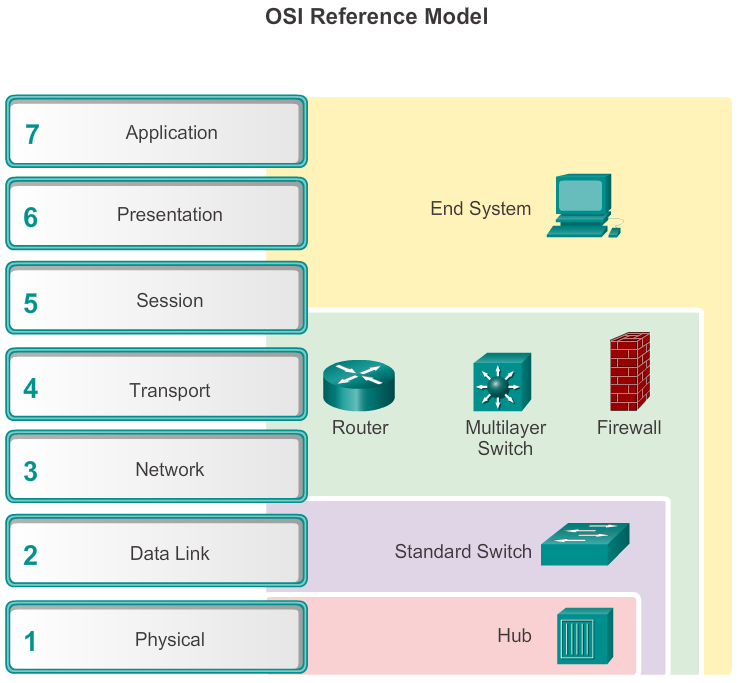 OSI Reference Model
7 Application
6 Presentation
End System
5 Session
4 Transport
Router
Multilayer
Switch
Firewall
3 Network
2 Data Link
Standard Switch
1 Physical
Hub